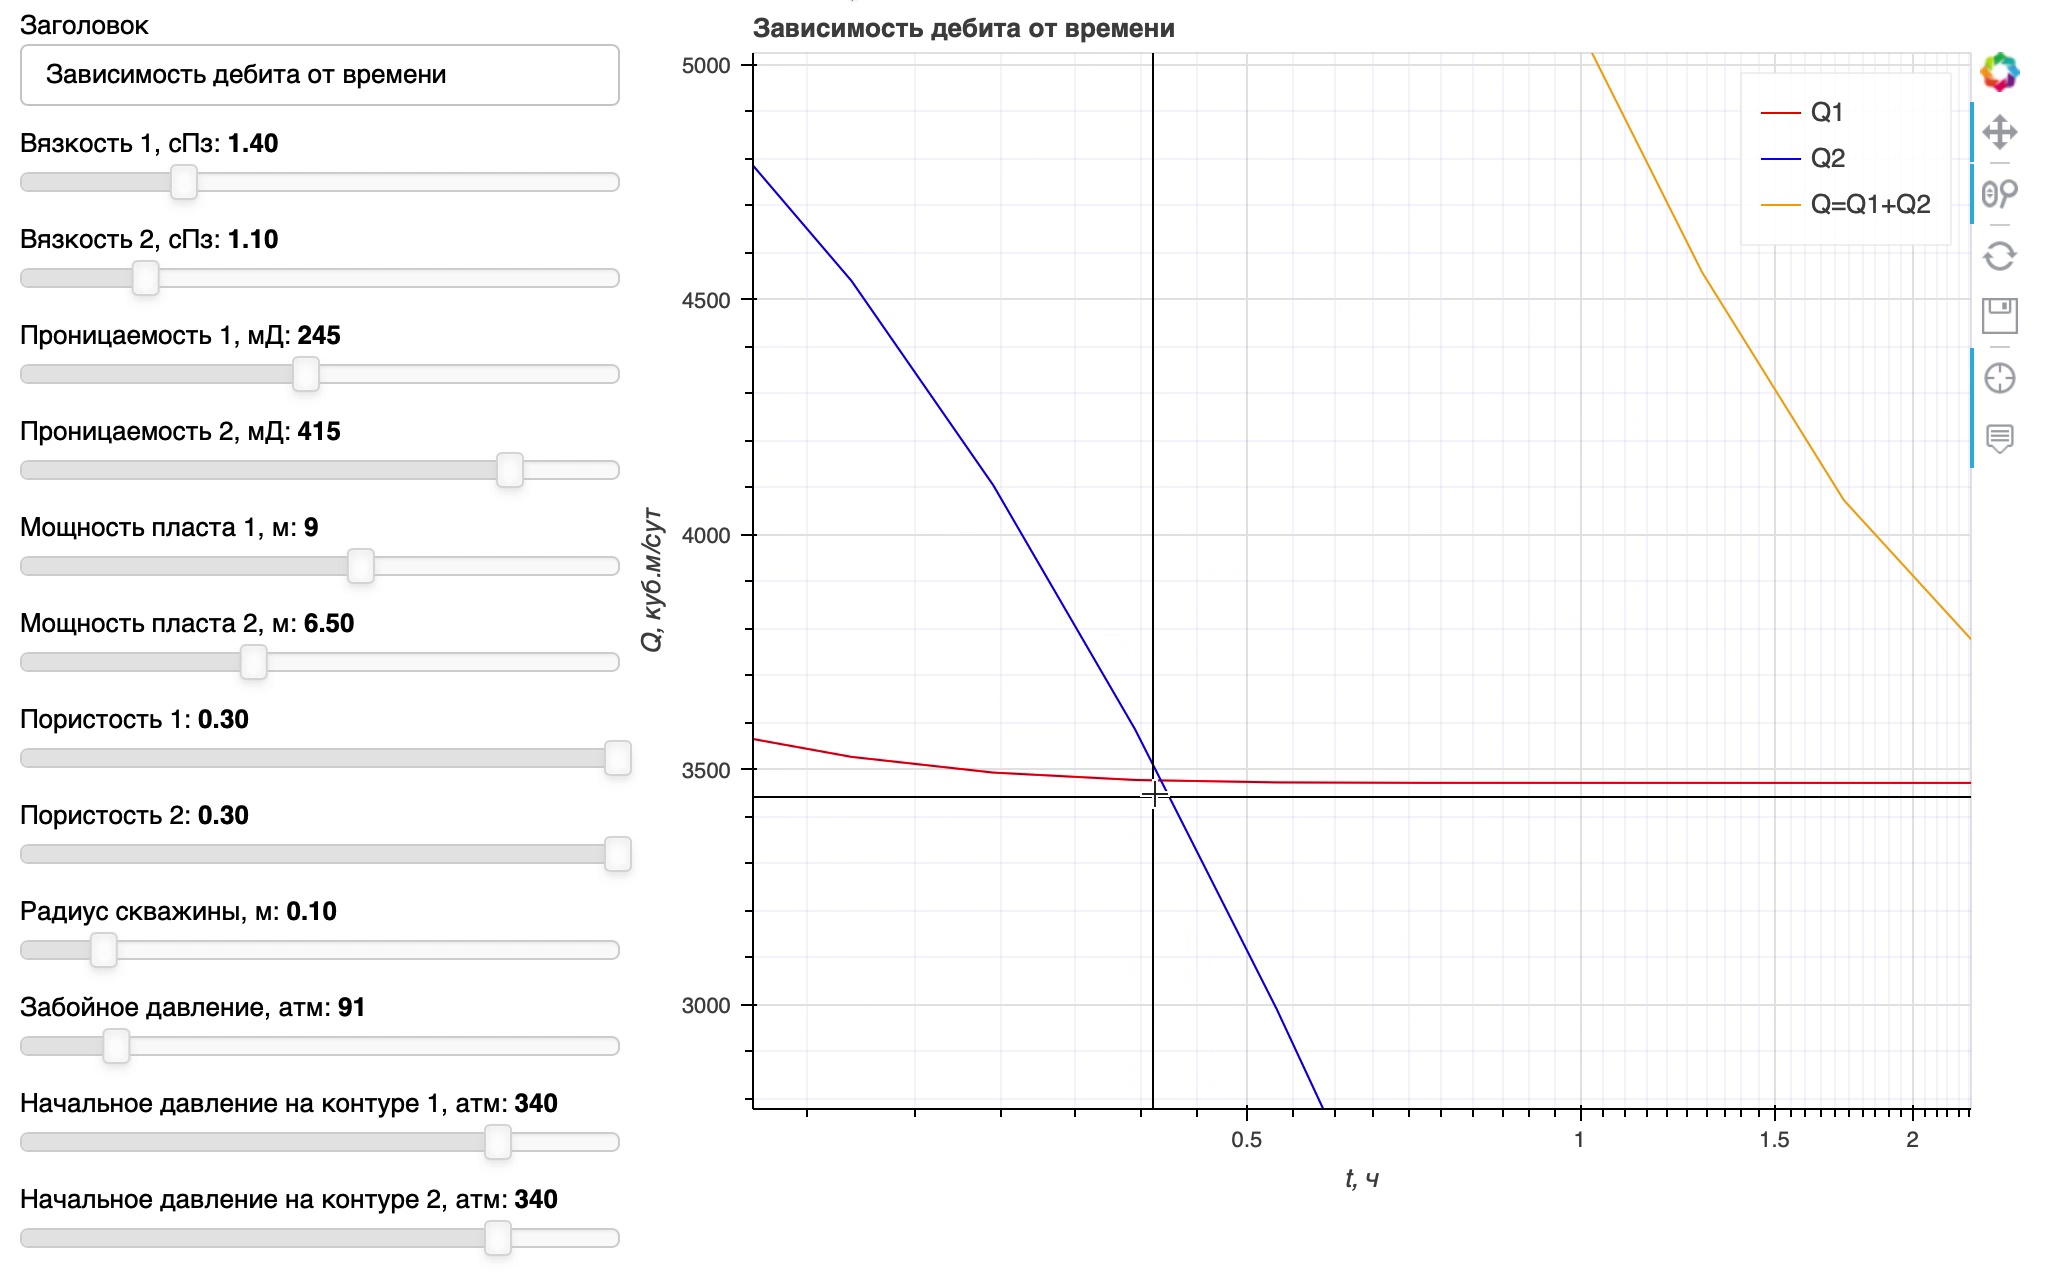 Заголовок
Зависимость дебита от времени
Вязкость 1, сПз: 1.40
Вязкость 2, сПз: 1.10
Проницаемость 1, мД: 245
Проницаемость 2, мД: 415
Мощность пласта 1, м: 9
Мощность пласта 2, м: 6.50
Пористость 1: 0.30
Пористость 2: 0.30
Радиус скважины, м: 0.10
Забойное давление, атм: 91
Начальное давление на контуре 1, атм: 340
Начальное давление на контуре 2, атм: 340
Зависимость дебита от времени
Q, куб.м/сут
5000
4500
4000
3500
3000
0.5
1
1.5
2
t, ч
Q1
Q2
Q=Q1+Q2